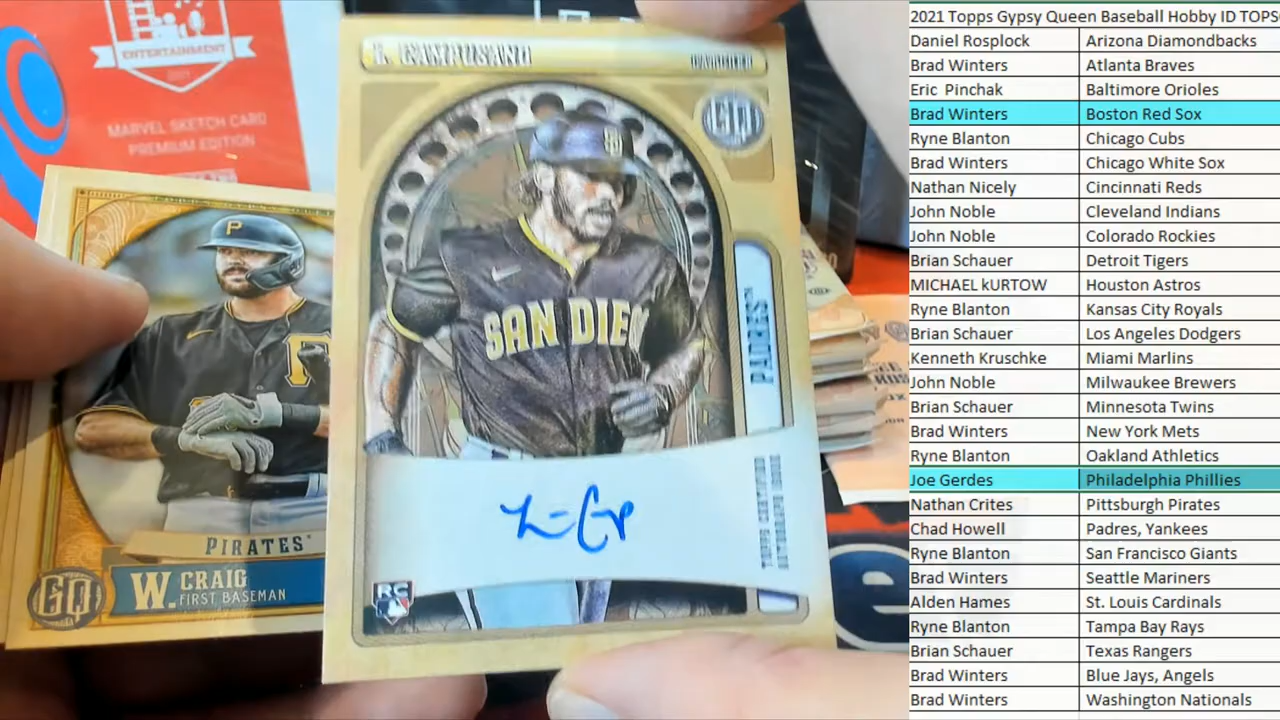 ENTERTAINMENT
MARVEL SKETCH CARD
PREMIUM EDITION
L. CAMPUSANO
CATCHER
GQ
P
SAN DIEG
PADRES
TOPPS CERTIFIED
AUTOGRAPH ISSUE
RC
PIRATES
GQ
W. CRAIG
FIRST BASEMAN
2021 Topps Gypsy Queen Baseball Hobby ID TOPS
Daniel Rosplock Arizona Diamondbacks
Brad Winters Atlanta Braves
Eric Pinchak Baltimore Orioles
Brad Winters Boston Red Sox
Ryne Blanton Chicago Cubs
Brad Winters Chicago White Sox
Nathan Nicely Cincinnati Reds
John Noble Cleveland Indians
John Noble Colorado Rockies
Brian Schauer Detroit Tigers
MICHAEL kURTOW Houston Astros
Ryne Blanton Kansas City Royals
Brian Schauer Los Angeles Dodgers
Kenneth Kruschke Miami Marlins
John Noble Milwaukee Brewers
Brian Schauer Minnesota Twins
Brad Winters New York Mets
Ryne Blanton Oakland Athletics
Joe Gerdes Philadelphia Phillies
Nathan Crites Pittsburgh Pirates
Chad Howell Padres, Yankees
Ryne Blanton San Francisco Giants
Brad Winters Seattle Mariners
Alden Hames St. Louis Cardinals
Ryne Blanton Tampa Bay Rays
Brian Schauer Texas Rangers
Brad Winters Blue Jays, Angels
Brad Winters Washington Nationals